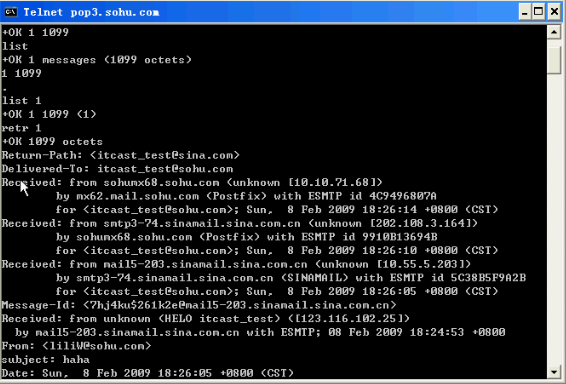 Telnet pop3.sohu.com
+OK 1 1099
list
+OK 1 messages (1099 octets)
1 1099
.
list 1
+OK 1 1099 (1)
retr 1
+OK 1099 octets
Return-Path: <itcast_test@sina.com>
Delivered-To: itcast_test@sohu.com
Received: from sohumx68.sohu.com (unknown [10.10.71.68])
by mx62.mail.sohu.com (Postfix) with ESMTP id 4C9496807A
for <itcast_test@sohu.com>; Sun,  8 Feb 2009 18:26:14 +0800 (CST)
Received: from smtp3-74.sinamail.sina.com.cn (unknown [202.108.3.164])
by sohumx68.sohu.com (Postfix) with ESMTP id 9910B13694B
for <itcast_test@sohu.com>; Sun,  8 Feb 2009 18:26:10 +0800 (CST)
Received: from mail5-203.sinamail.sina.com.cn (unknown [10.55.5.203])
by smtp3-74.sinamail.sina.com.cn (SINAMAIL) with ESMTP id 5C38B5F9A2B
for <itcast_test@sohu.com>; Sun,  8 Feb 2009 18:26:05 +0800 (CST)
Message-Id: <7hj4ku$261k2e@mail5-203.sinamail.sina.com.cn>
Received: from unknown (HELO itcast_test) ([123.116.102.25])
by mail5-203.sinamail.sina.com.cn with ESMTP; 08 Feb 2009 18:24:53 +0800
From: <liliW@sohu.com>
subject: haha
Date: Sun,  8 Feb 2009 18:26:05 +0800 (CST)